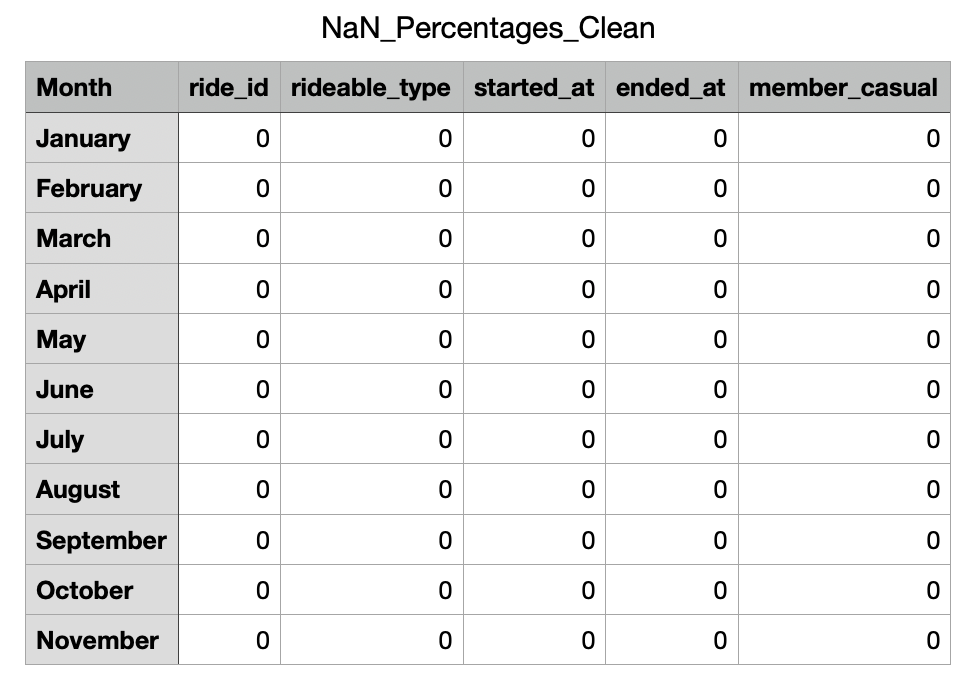 NaN_Percentages_Clean
Month ride_id rideable_type started_at ended_at member_casual
January 0 0 0 0 0
February 0 0 0 0 0
March 0 0 0 0 0
April 0 0 0 0 0
May 0 0 0 0 0
June 0 0 0 0 0
July 0 0 0 0 0
August 0 0 0 0 0
September 0 0 0 0 0
October 0 0 0 0 0
November 0 0 0 0 0